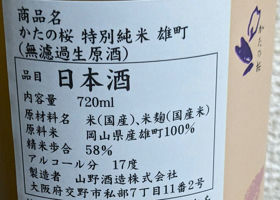 商品名
かたの桜 特別純米 雄町
(無濾過生原酒)
品目 日本酒
内容量 720ml
原材料名 米(国産)、米麹(国産米)
原料米 岡山県産雄町100%
精米歩合 58%
アルコール分 17度
製造者 山野酒造株式会社
大阪府交野市私部7丁目11番2号
かたの桜